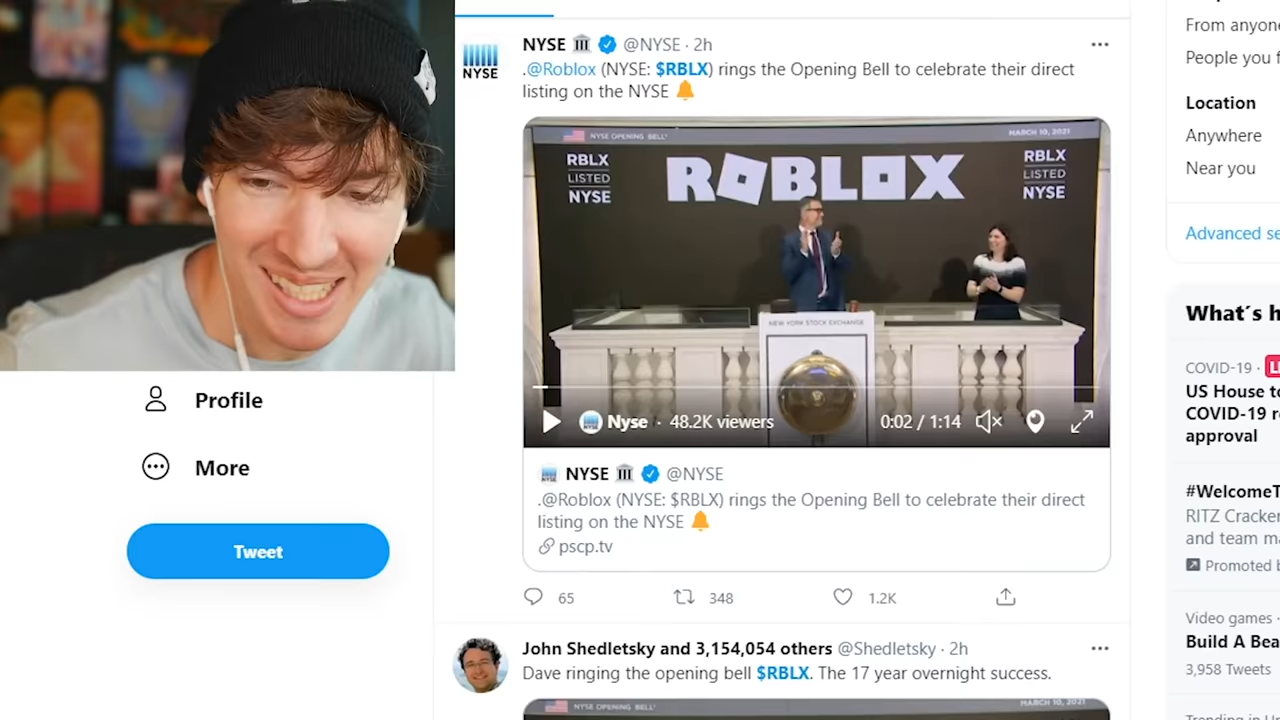 NYSE @NYSE · 2h
NYSE
.@Roblox (NYSE: $RBLX) rings the Opening Bell to celebrate their direct
listing on the NYSE 🔔
NYSE OPENING BELL
MARCH 10, 2021
RBLX
LISTED
NYSE
ROBLOX
RBLX
LISTED
NYSE
NEW YORK STOCK EXCHANGE
Nyse · 48.2K viewers
0:02 / 1:14
NYSE @NYSE
.@Roblox (NYSE: $RBLX) rings the Opening Bell to celebrate their direct
listing on the NYSE 🔔
pscp.tv
65
348
1.2K
John Shedletsky and 3,154,054 others @Shedletsky · 2h
Dave ringing the opening bell $RBLX. The 17 year overnight success.
NYSE OPENING BELL
MARCH 10, 2021
Profile
More
Tweet
From anyone
People you f
Location
Anywhere
Near you
Advanced se
What's h
COVID-19 ·
US House to
COVID-19 r
approval
#WelcomeT
RITZ Cracker
and team ma
Promoted b
Video games ·
Build A Bea
3,958 Tweets
Trending in U